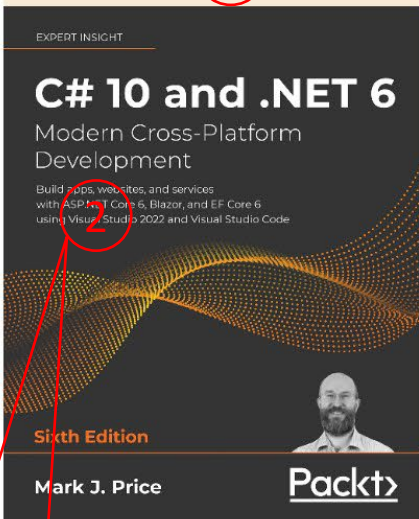 EXPERT INSIGHT
C# 10 and .NET 6
Modern Cross-Platform
Development
Build apps, websites, and services
with ASP.NET Core 6, Blazor, and EF Core 6
using Visual Studio 2022 and Visual Studio Code
2
Sixth Edition
Mark J. Price
Packt>